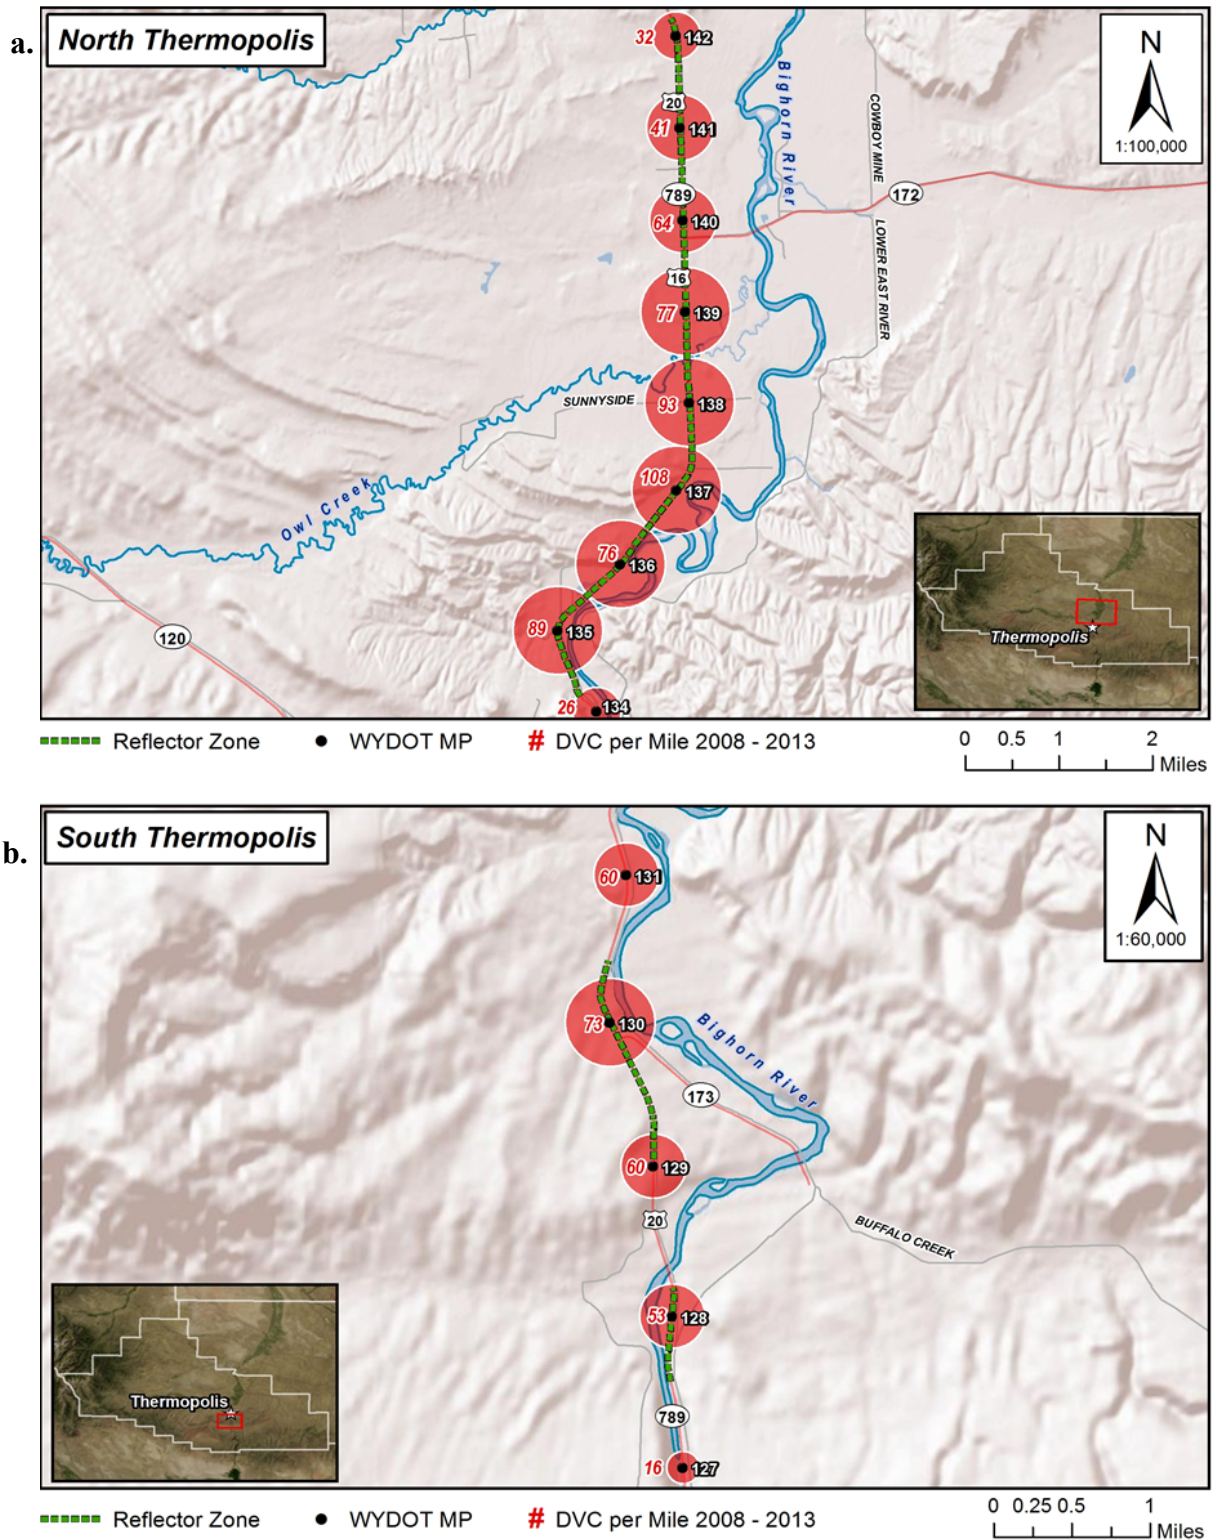 a.
North Thermopolis
N
1:100,000
32 142
20
41 141
Bighorn River
COWBOY MINE
789
172
64 140
LOWER EAST RIVER
16
77 139
SUNNYSIDE
93 138
108 137
Owl Creek
76 136
89 135
120
26 134
Thermopolis
Reflector Zone WYDOT MP # DVC per Mile 2008 - 2013
0 0.5 1 2
Miles
b.
South Thermopolis
N
1:60,000
60 131
73 130
Bighorn River
173
60 129
20
BUFFALO CREEK
53 128
Thermopolis
789
16 127
Reflector Zone WYDOT MP # DVC per Mile 2008 - 2013
0 0.25 0.5 1
Miles